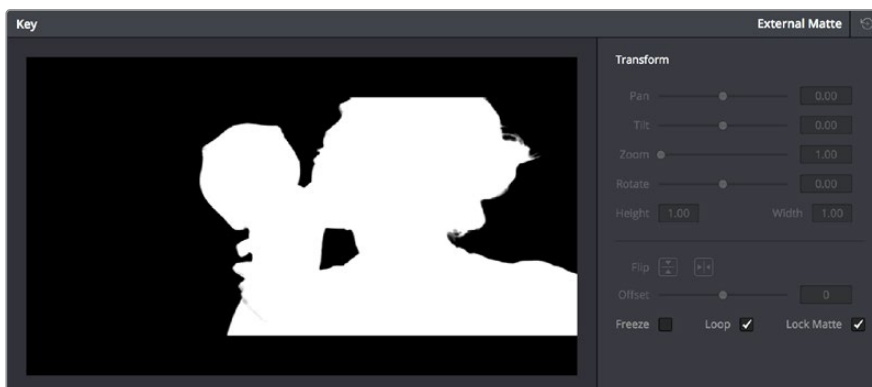 Key External Matte
Transform
Pan 0.00
Tilt 0.00
Zoom 1.00
Rotate 0.00
Height 1.00 Width 1.00
Flip
Offset 0
Freeze Loop Lock Matte